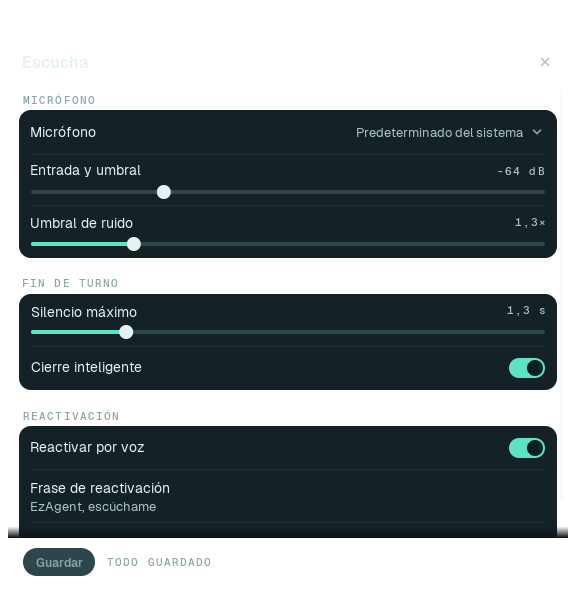 Escucha
MICRÓFONO
Micrófono Predeterminado del sistema
Entrada y umbral -64 dB
Umbral de ruido 1,3×
FIN DE TURNO
Silencio máximo 1,3 s
Cierre inteligente
REACTIVACIÓN
Reactivar por voz
Frase de reactivación
EzAgent, escúchame
Guardar TODO GUARDADO